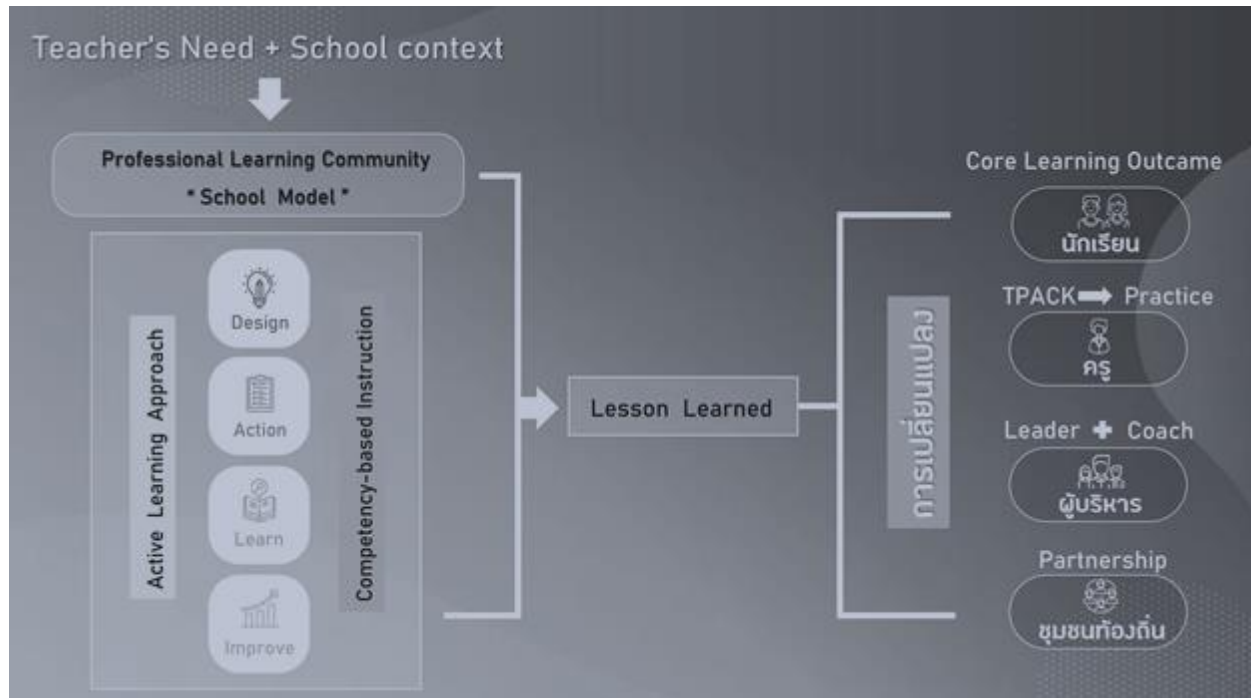 Teacher's Need + School context
Professional Learning Community
" School Model "
Active Learning Approach
Design
Action
Learn
Improve
Competency-based Instruction
Lesson Learned
การเปลี่ยนแปลง
Core Learning Outcame
นักเรียน
TPACK➡ Practice
ครู
Leader + Coach
ผู้บริหาร
Partnership
ชุมชนท้องถิ่น